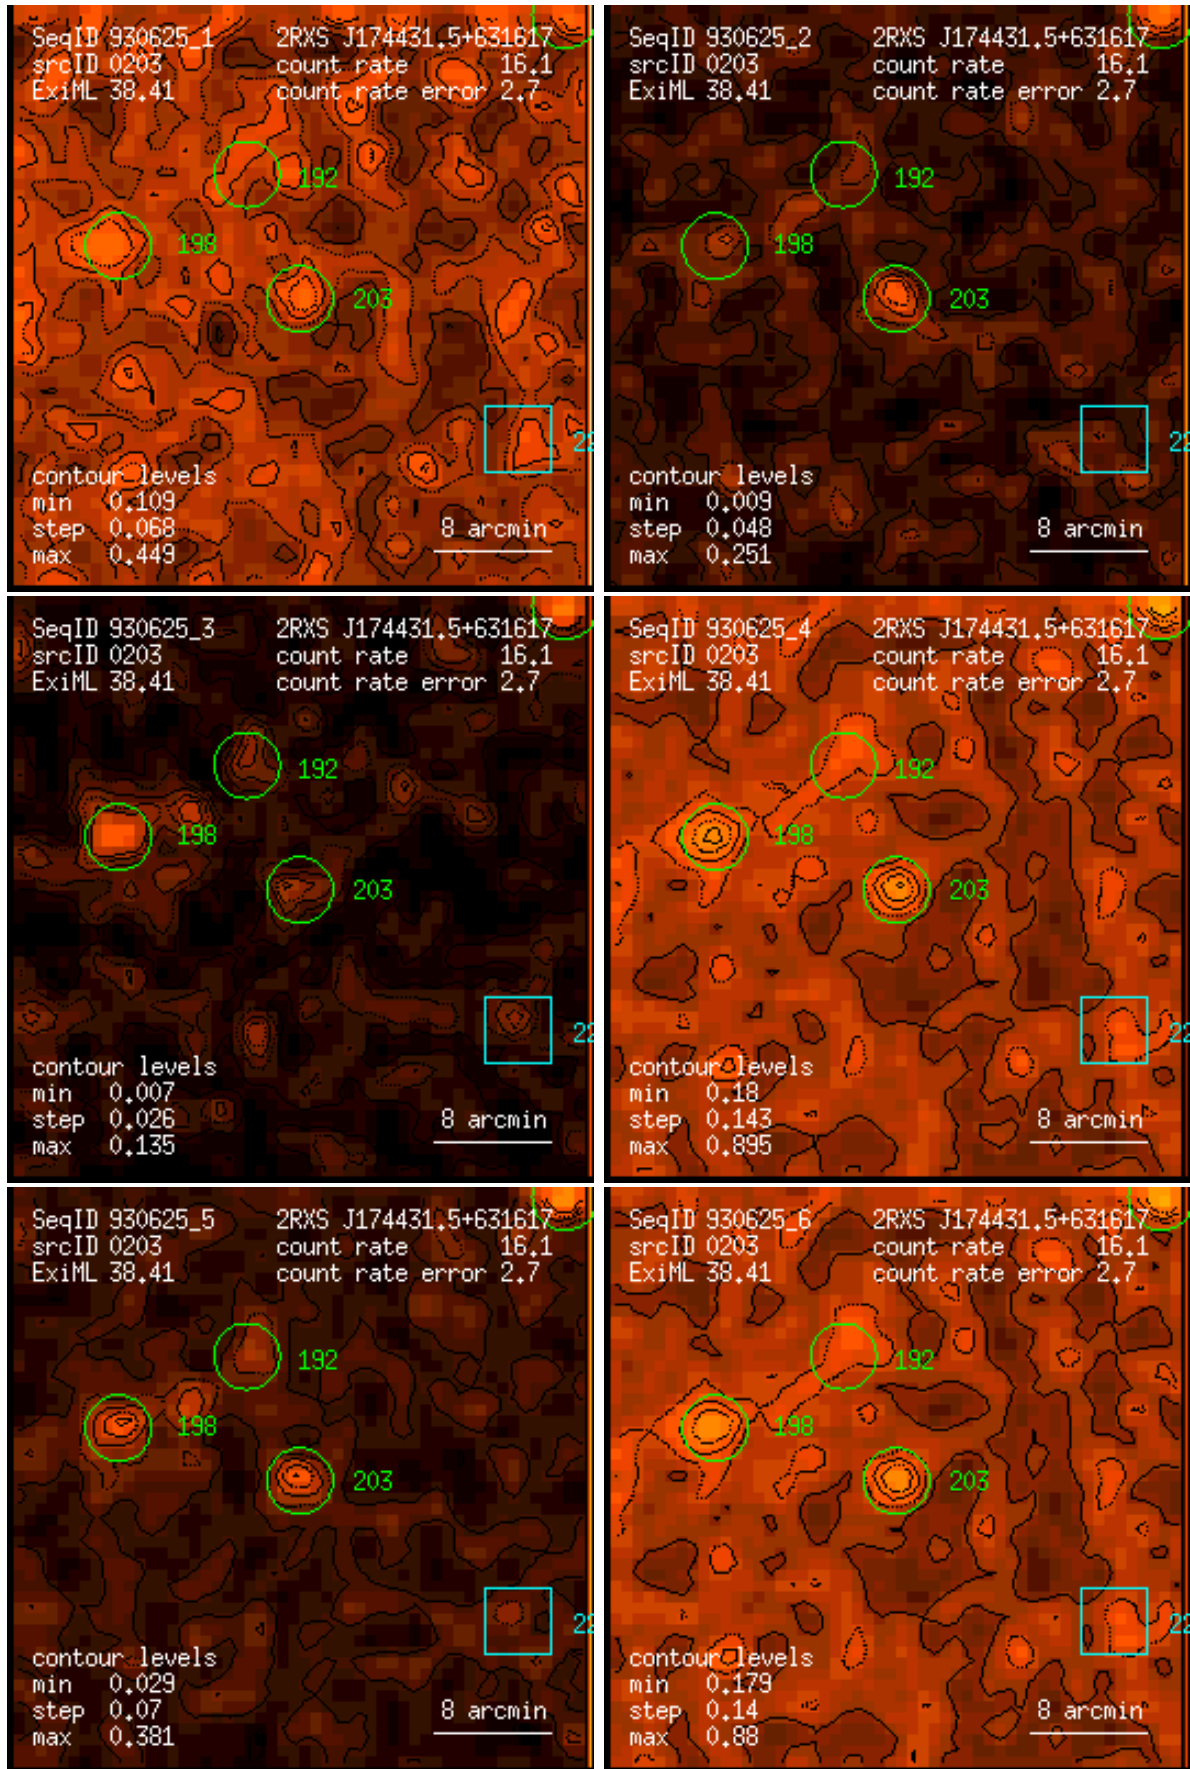 SeqID 930625_1 2RXS J174431.5+631617
srcID 0203 count rate 16.1
ExiML 38.41 count rate error 2.7
192
198
203
22
contour levels
min 0.109
step 0.068
max 0.449
8 arcmin
SeqID 930625_2 2RXS J174431.5+631617
srcID 0203 count rate 16.1
ExiML 38.41 count rate error 2.7
192
198
203
22
contour levels
min 0.009
step 0.048
max 0.251
8 arcmin
SeqID 930625_3 2RXS J174431.5+631617
srcID 0203 count rate 16.1
ExiML 38.41 count rate error 2.7
192
198
203
22
contour levels
min 0.007
step 0.026
max 0.135
8 arcmin
SeqID 930625_4 2RXS J174431.5+631617
srcID 0203 count rate 16.1
ExiML 38.41 count rate error 2.7
192
198
203
22
contour levels
min 0.18
step 0.143
max 0.895
8 arcmin
SeqID 930625_5 2RXS J174431.5+631617
srcID 0203 count rate 16.1
ExiML 38.41 count rate error 2.7
192
198
203
22
contour levels
min 0.029
step 0.07
max 0.381
8 arcmin
SeqID 930625_6 2RXS J174431.5+631617
srcID 0203 count rate 16.1
ExiML 38.41 count rate error 2.7
192
198
203
22
contour levels
min 0.179
step 0.14
max 0.88
8 arcmin